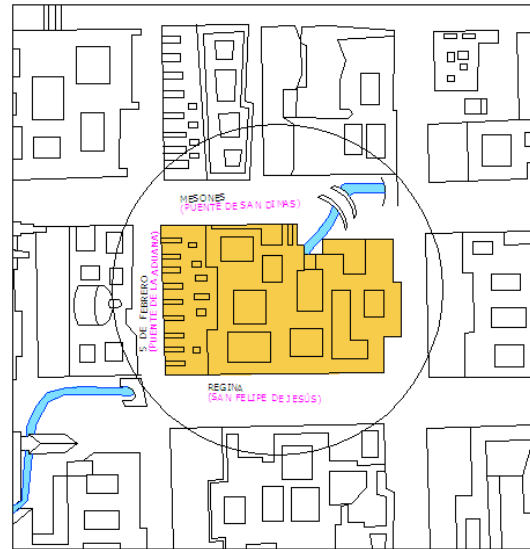 MESONES
(PUENTE DE SAN DIMAS)
5 DE FEBRERO
(PUENTE DE LA ADUANA)
REGINA
(SAN FELIPE DE JESÚS)